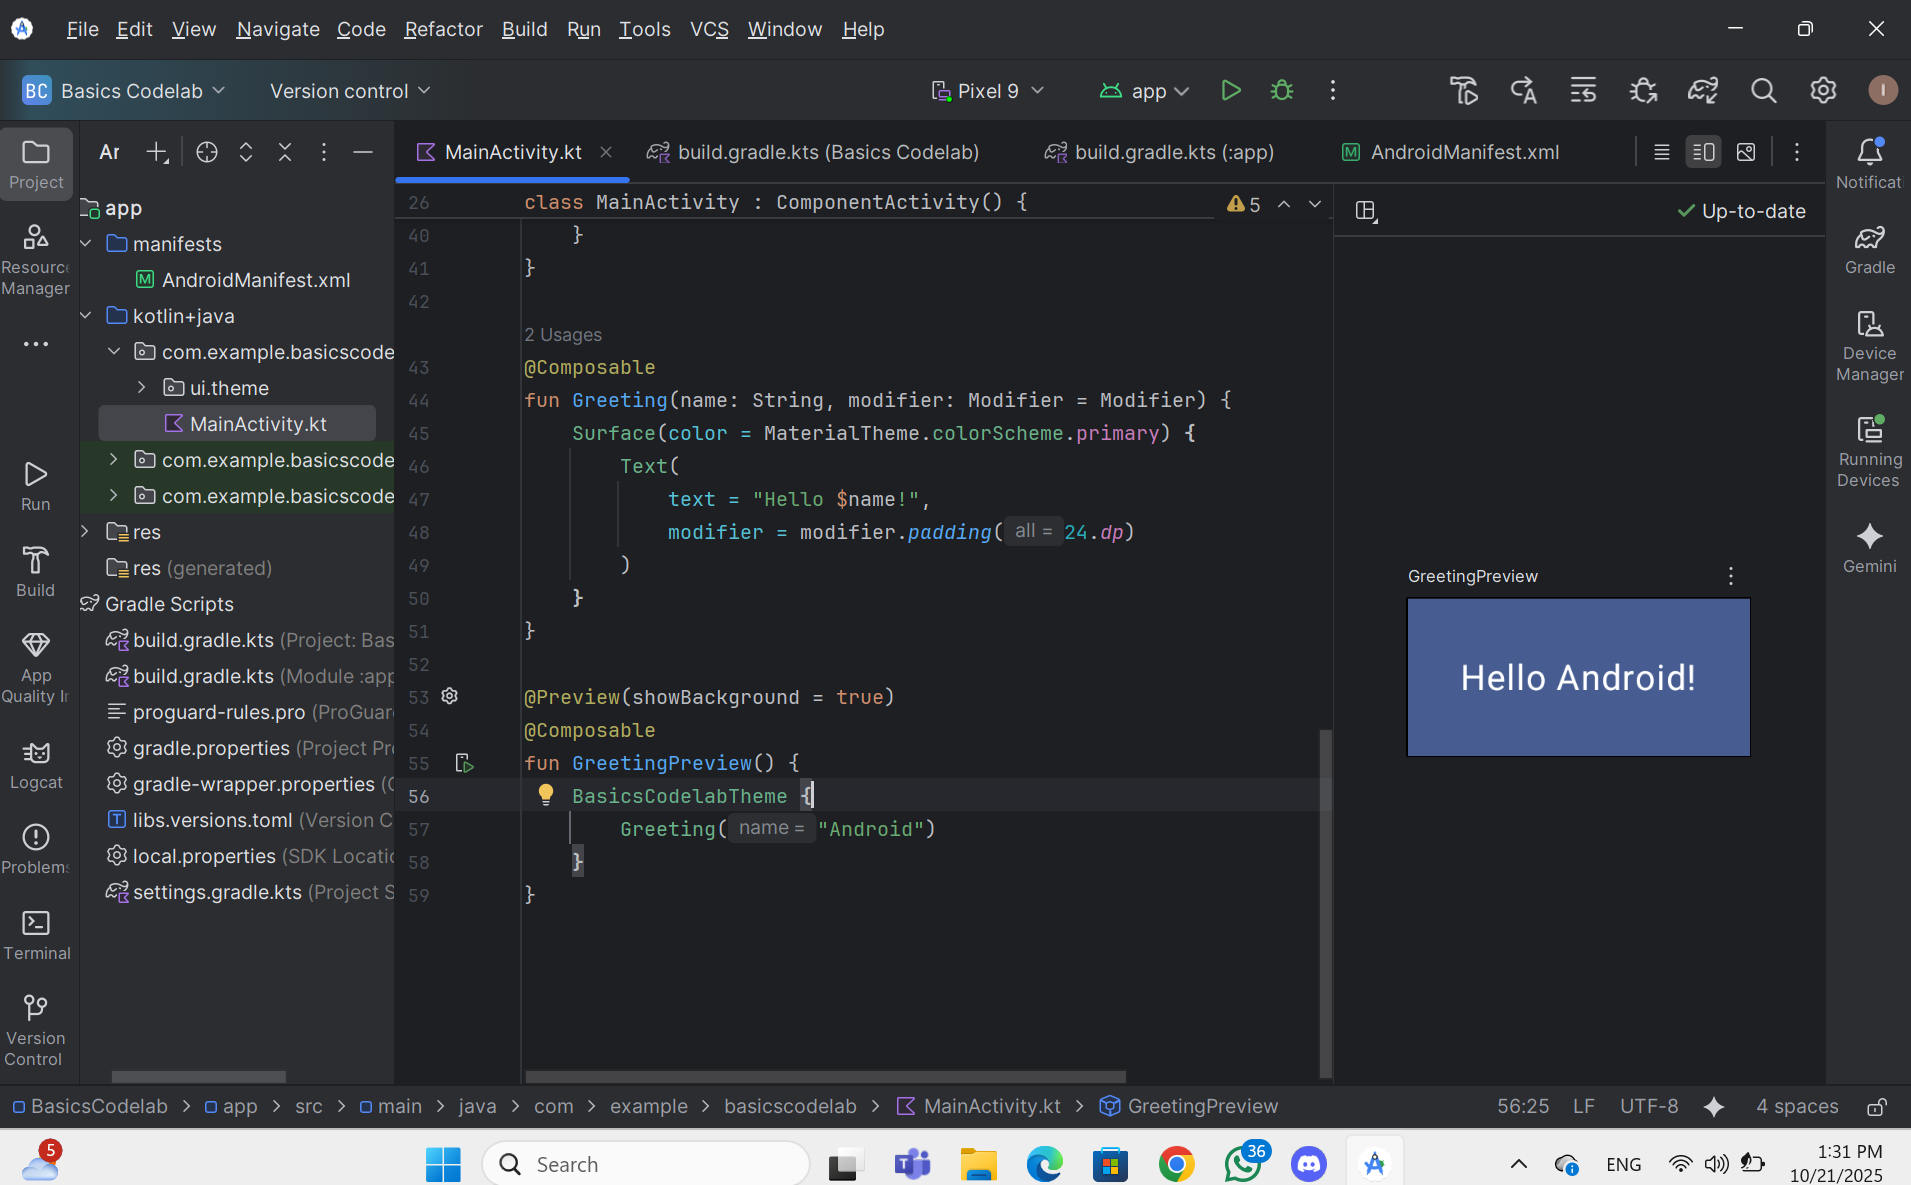 File Edit View Navigate Code Refactor Build Run Tools VCS Window Help
BC Basics Codelab Version control Pixel 9 app I
Project
Resource
Manager
Run
Build
App
Quality
Logcat
Problems
Terminal
Version
Control
Ar
app
manifests
AndroidManifest.xml
kotlin+java
com.example.basicscode
ui.theme
MainActivity.kt
com.example.basicscode
com.example.basicscode
res
res (generated)
Gradle Scripts
build.gradle.kts (Project: Bas
build.gradle.kts (Module :app
proguard-rules.pro (ProGuar
gradle.properties (Project Pr
gradle-wrapper.properties (
libs.versions.toml (Version C
local.properties (SDK Locatio
settings.gradle.kts (Project S
MainActivity.kt build.gradle.kts (Basics Codelab) build.gradle.kts (:app) AndroidManifest.xml
26 class MainActivity : ComponentActivity() { 5
40 }
41 }
42
2 Usages
43 @Composable
44 fun Greeting(name: String, modifier: Modifier = Modifier) {
45 Surface(color = MaterialTheme.colorScheme.primary) {
46 Text(
47 text = "Hello $name!",
48 modifier = modifier.padding( all = 24.dp)
49 )
50 }
51 }
52
53 @Preview(showBackground = true)
54 @Composable
55 fun GreetingPreview() {
56 BasicsCodelabTheme {
57 Greeting( name = "Android")
58 }
59 }
Up-to-date
GreetingPreview
Hello Android!
Notificat
Gradle
Device
Manager
Running
Devices
Gemini
BasicsCodelab > app > src > main > java > com > example > basicscodelab > MainActivity.kt > GreetingPreview 56:25 LF UTF-8 4 spaces
5 Search 36 ENG 1:31 PM
10/21/2025